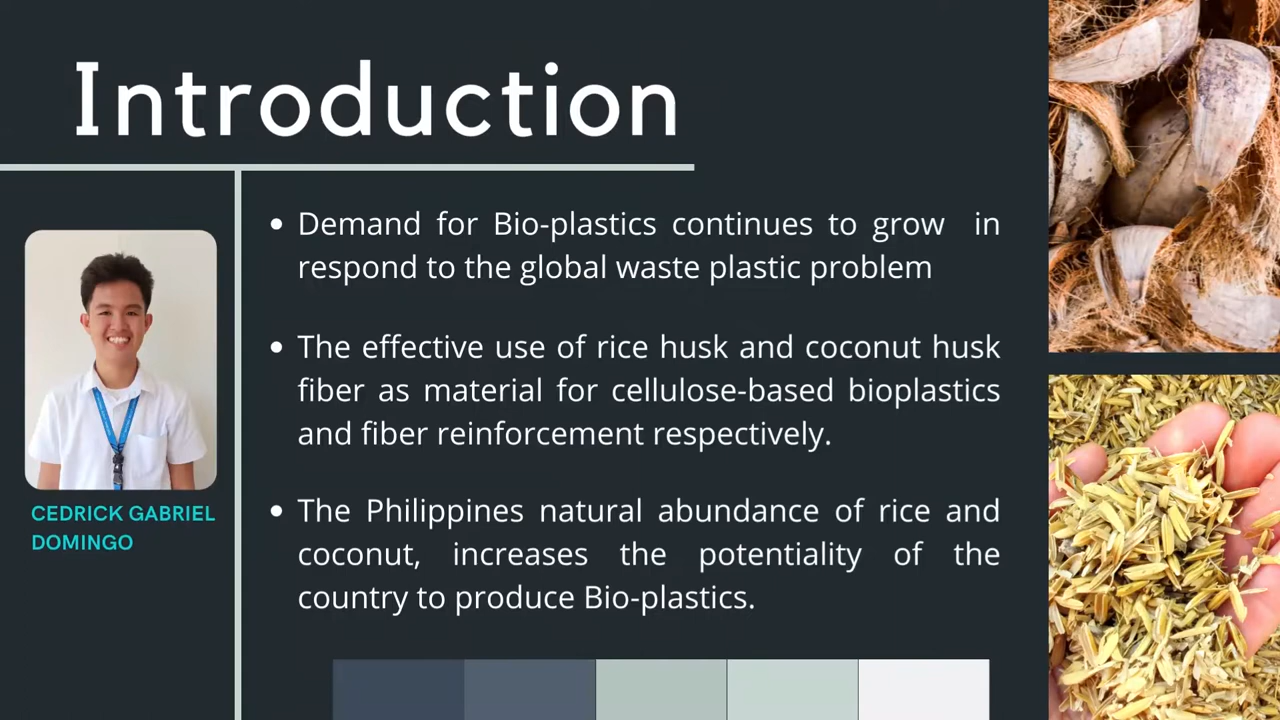 Introduction
CEDRICK GABRIEL
DOMINGO
• Demand for Bio-plastics continues to grow in
respond to the global waste plastic problem
• The effective use of rice husk and coconut husk
fiber as material for cellulose-based bioplastics
and fiber reinforcement respectively.
• The Philippines natural abundance of rice and
coconut, increases the potentiality of the
country to produce Bio-plastics.